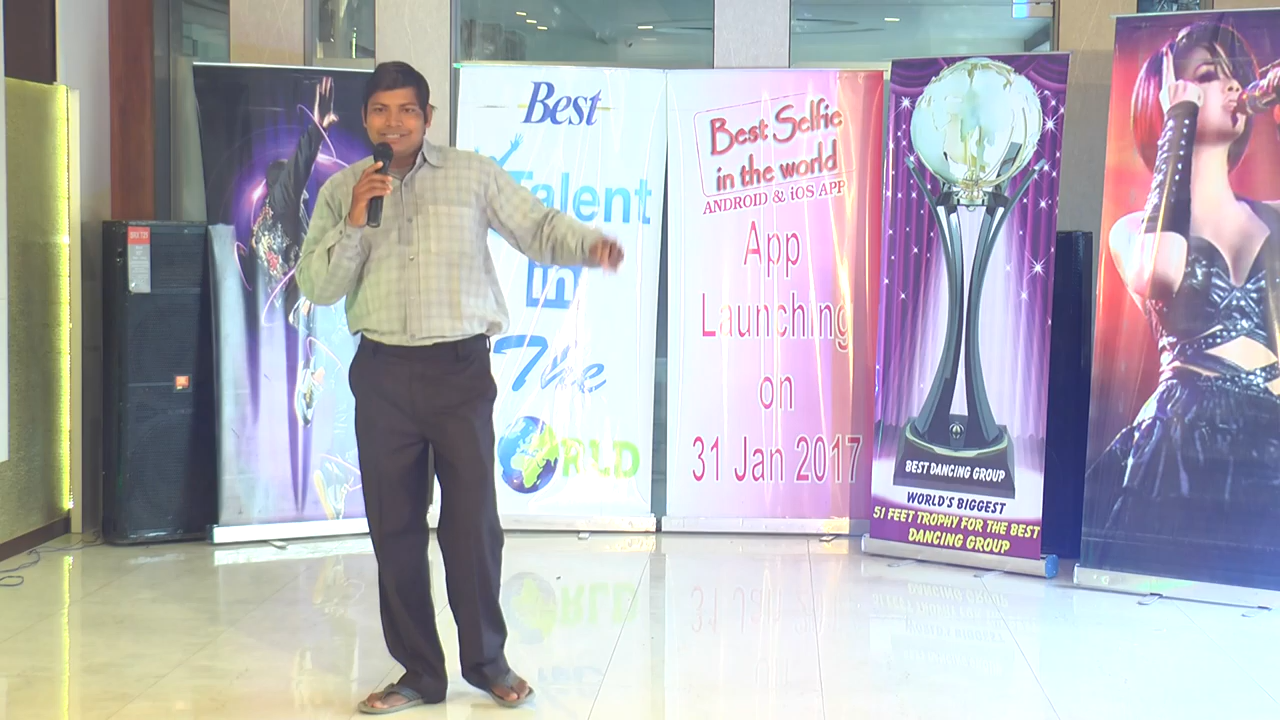 Best
Talent
in
The
RLD
Best Selfie
in the world
ANDROID & iOS APP
App
Launching
on
31 Jan 2017
BEST DANCING GROUP
WORLD'S BIGGEST
51 FEET TROPHY FOR THE BEST
DANCING GROUP